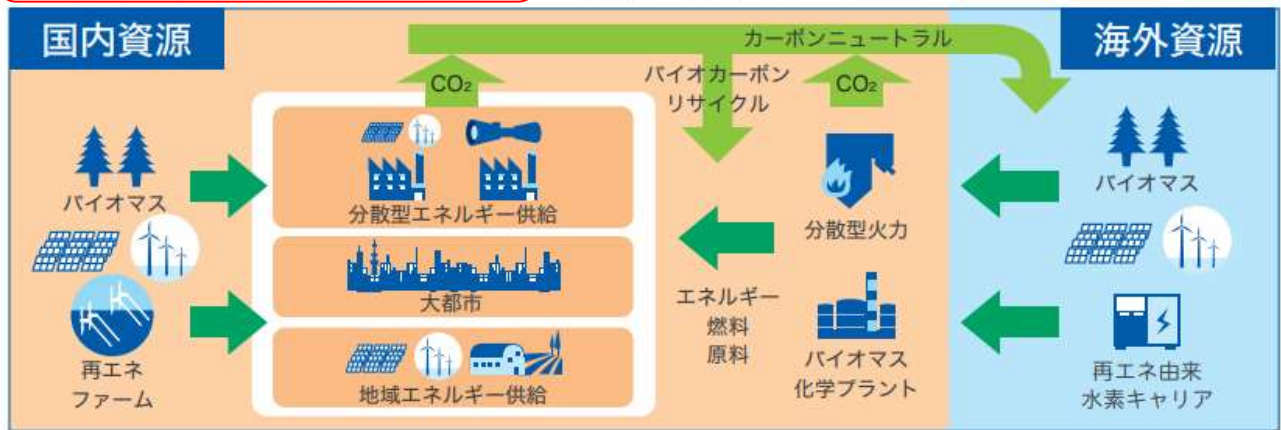 国内資源
海外資源
カーボンニュートラル
バイオカーボン
リサイクル
CO₂
CO₂
バイオマス
再エネ
ファーム
分散型エネルギー供給
大都市
地域エネルギー供給
エネルギー
燃料
原料
分散型火力
バイオマス
化学プラント
バイオマス
再エネ由来
水素キャリア